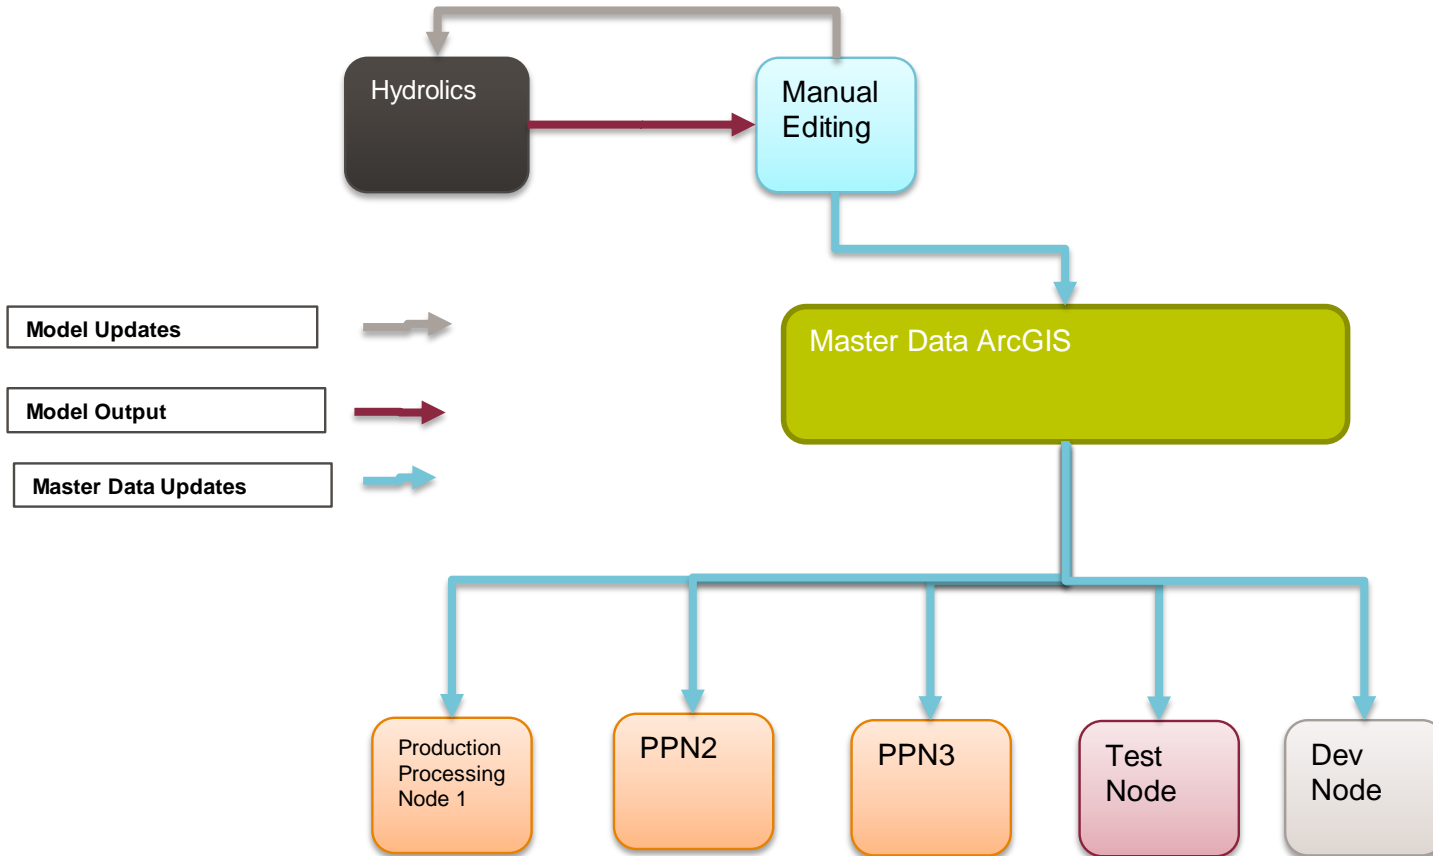 Hydrolics
Manual
Editing
Model Updates
Master Data ArcGIS
Model Output
Master Data Updates
Production
Processing
Node 1
PPN2
PPN3
Test
Node
Dev
Node